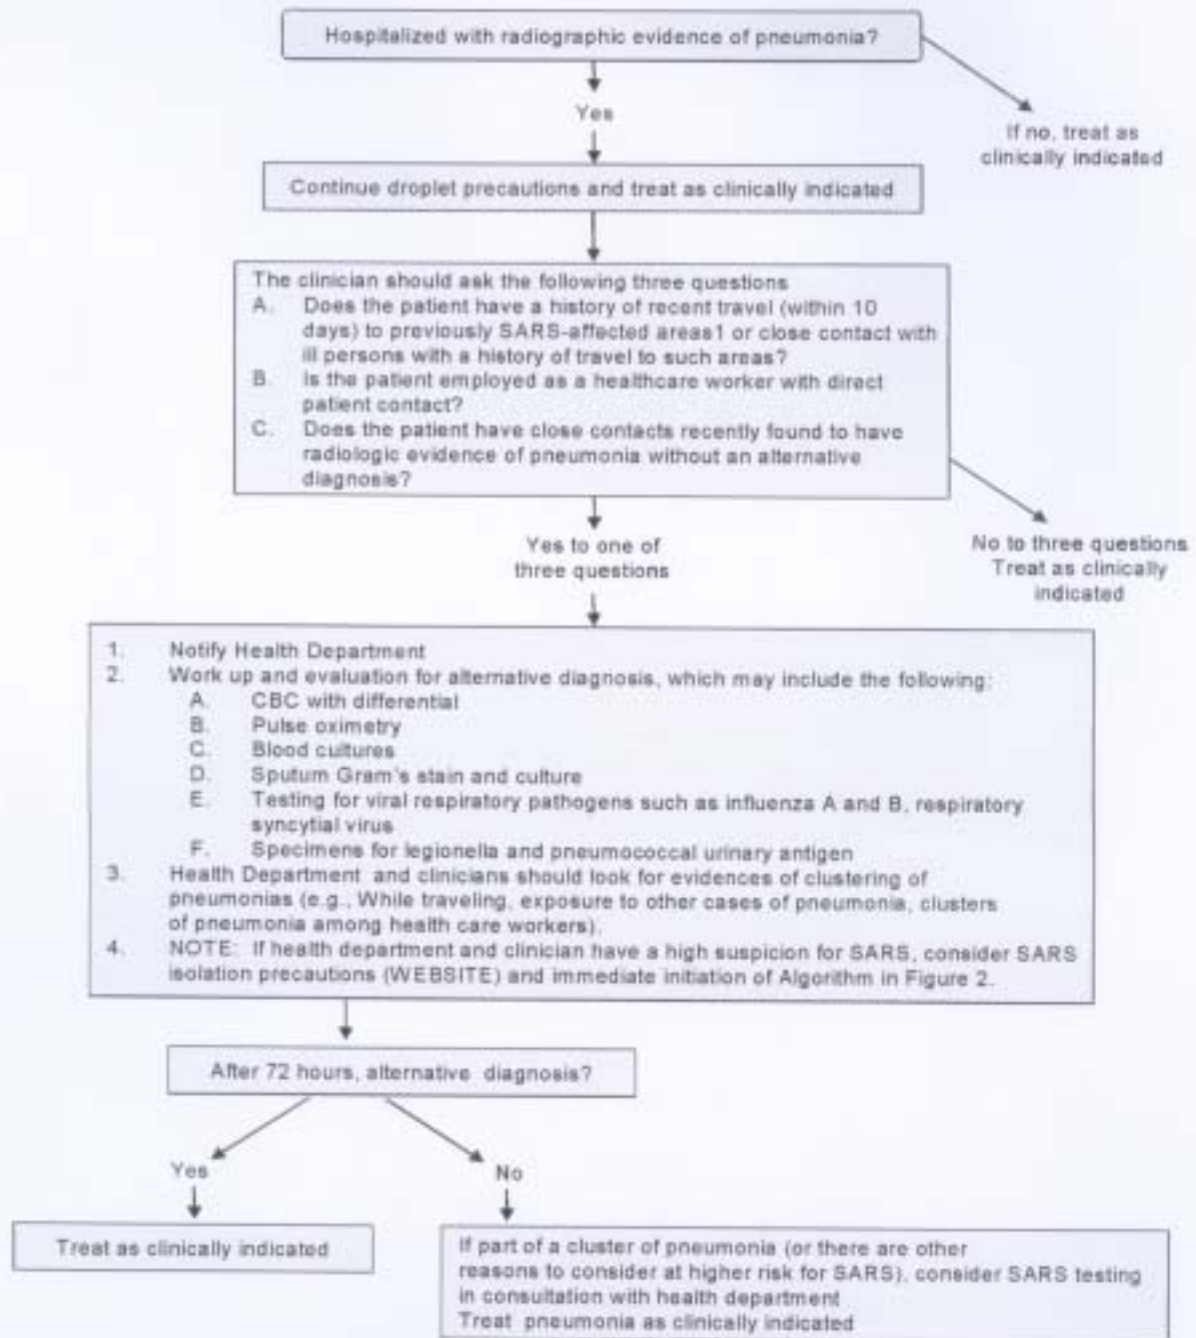 Hospitalized with radiographic evidence of pneumonia?
Yes
If no, treat as
clinically indicated
Continue droplet precautions and treat as clinically indicated
The clinician should ask the following three questions
A. Does the patient have a history of recent travel (within 10
days) to previously SARS-affected areas1 or close contact with
ill persons with a history of travel to such areas?
B. Is the patient employed as a healthcare worker with direct
patient contact?
C. Does the patient have close contacts recently found to have
radiologic evidence of pneumonia without an alternative
diagnosis?
Yes to one of
three questions
No to three questions
Treat as clinically
indicated
1. Notify Health Department
2. Work up and evaluation for alternative diagnosis, which may include the following:
A. CBC with differential
B. Pulse oximetry
C. Blood cultures
D. Sputum Gram's stain and culture
E. Testing for viral respiratory pathogens such as influenza A and B, respiratory
syncytial virus
F. Specimens for legionella and pneumococcal urinary antigen
3. Health Department and clinicians should look for evidences of clustering of
pneumonias (e.g., While traveling, exposure to other cases of pneumonia, clusters
of pneumonia among health care workers).
4. NOTE: If health department and clinician have a high suspicion for SARS, consider SARS
isolation precautions (WEBSITE) and immediate initiation of Algorithm in Figure 2.
After 72 hours, alternative diagnosis?
Yes
No
Treat as clinically indicated
If part of a cluster of pneumonia (or there are other
reasons to consider at higher risk for SARS), consider SARS testing
in consultation with health department
Treat pneumonia as clinically indicated